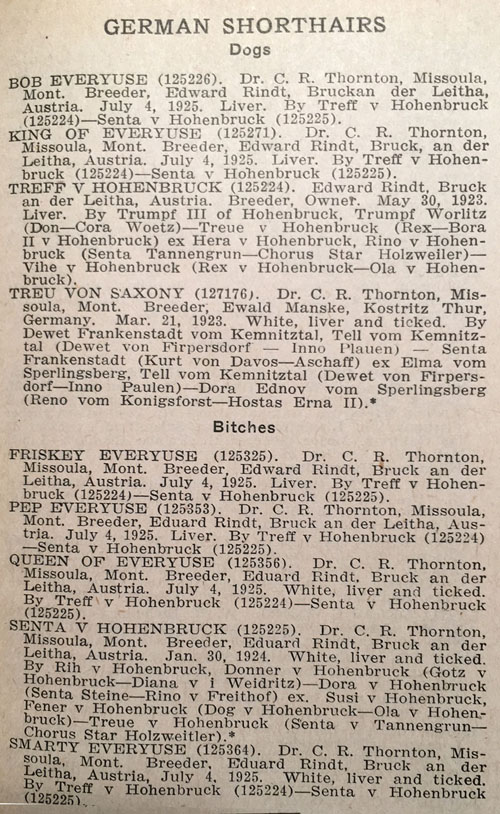 GERMAN SHORTHAIRS
Dogs
BOB EVERYUSE (125226). Dr. C. R. Thornton, Missoula,
Mont. Breeder, Edward Rindt, Bruckan der Leitha,
Austria. July 4, 1925. Liver. By Treff v Hohenbruck
(125224)—Senta v Hohenbruck (125225).
KING OF EVERYUSE (125271). Dr. C. R. Thornton,
Missoula, Mont. Breeder, Edward Rindt, Bruck, an der
Leitha, Austria. July 4, 1925. Liver. By Treff v Hohen-
bruck (125224)—Senta v Hohenbruck (125225).
TREFF V HOHENBRUCK (125224). Edward Rindt, Bruck
an der Leitha, Austria. Breeder, Owner. May 30, 1923.
Liver. By Trumpf III of Hohenbruck, Trumpf Worlitz
(Don—Cora Woetz)—Treue v Hohenbruck (Rex—Bora
II v Hohenbruck) ex Hera v Hohenbruck, Rino v Hohen-
bruck (Senta Tannengrun—Chorus Star Holzweiler)—
Vihe v Hohenbruck (Rex v Hohenbruck—Ola v Hohen-
bruck).
TREU VON SAXONY (127176). Dr. C. R. Thornton, Mis-
soula, Mont. Breeder, Ewald Manske, Kostritz Thur,
Germany. Mar. 21, 1923. White, liver and ticked. By
Dewet Frankenstadt vom Kemnitztal, Tell vom Kemnitz-
tal (Dewet von Firpersdorf — Inno Plauen) — Senta
Frankenstadt (Kurt von Davos—Aschaff) ex Elma vom
Sperlingsberg, Tell vom Kemnitztal (Dewet von Firpers-
dorf—Inno Paulen)—Dora Ednov vom Sperlingsberg
(Reno vom Konigsforst—Hostas Erna II).*
Bitches
FRISKEY EVERYUSE (125325). Dr. C. R. Thornton,
Missoula, Mont. Breeder, Edward Rindt, Bruck an der
Leitha, Austria. July 4, 1925. Liver. By Treff v Hohen-
bruck (125224)—Senta v Hohenbruck (125225).
PEP EVERYUSE (125353). Dr. C. R. Thornton, Missoula,
Mont. Breeder, Eduard Rindt, Bruck an der Leitha, Aus-
tria. July 4, 1925. Liver. By Treff v Hohenbruck (125224)
—Senta v Hohenbruck (125225).
QUEEN OF EVERYUSE (125356). Dr. C. R. Thornton,
Missoula, Mont. Breeder, Eduard Rindt, Bruck an der
Leitha, Austria. July 4, 1925. White, liver and ticked.
By Treff v Hohenbruck (125224)—Senta v Hohenbruck
(125225).
SENTA V HOHENBRUCK (125225). Dr. C. R. Thornton,
Missoula, Mont. Breeder, Eduard Rindt, Bruck an der
Leitha, Austria. Jan. 30, 1924. White, liver and ticked.
By Rih v Hohenbruck, Donner v Hohenbruck (Gotz v
Hohenbruck—Diana v i Weidritz)—Dora v Hohenbruck
(Senta Steine—Rino v Freithof) ex. Susi v Hohenbruck,
Fener v Hohenbruck (Dog v Hohenbruck—Ola v Hohen-
bruck)—Treue v Hohenbruck (Senta v Tannengrun—
Chorus Star Holzweitler).*
SMARTY EVERYUSE (125364). Dr. C. R. Thornton, Mis-
soula, Mont. Breeder, Eduard Rindt, Bruck an der
Leitha, Austria, July 4, 1925. White, liver and ticked.
By Treff v Hohenbruck (125224)—Senta v Hohenbruck
(125225).